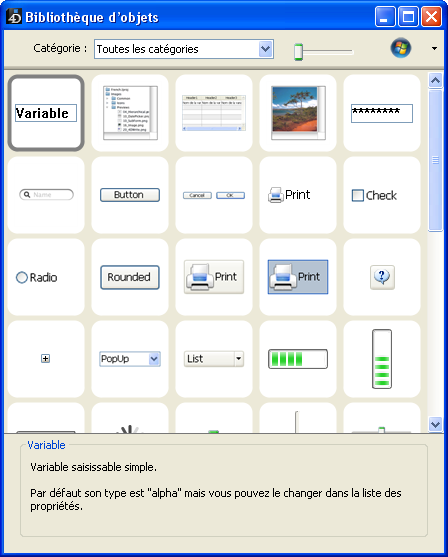 4D
Bibliothèque d'objets
Catégorie :
Toutes les catégories
Variable
********
Name
Button
Cancel
OK
Print
Check
Radio
Rounded
Print
Print
?
PopUp
List
Variable
Variable saisissable simple.
Par défaut son type est "alpha" mais vous pouvez le changer dans la liste des
propriétés.